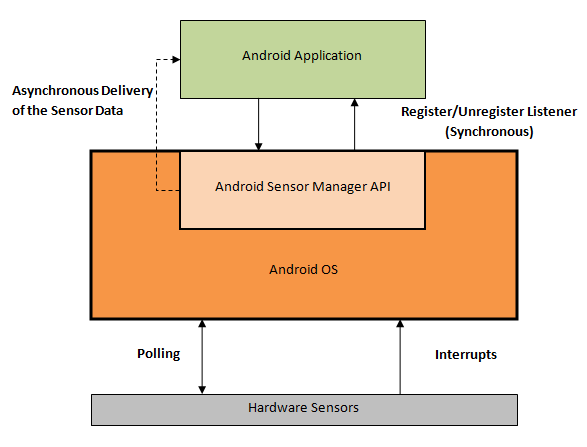 Android Application
Asynchronous Delivery
of the Sensor Data
Register/Unregister Listener
(Synchronous)
Android Sensor Manager API
Android OS
Polling
Interrupts
Hardware Sensors